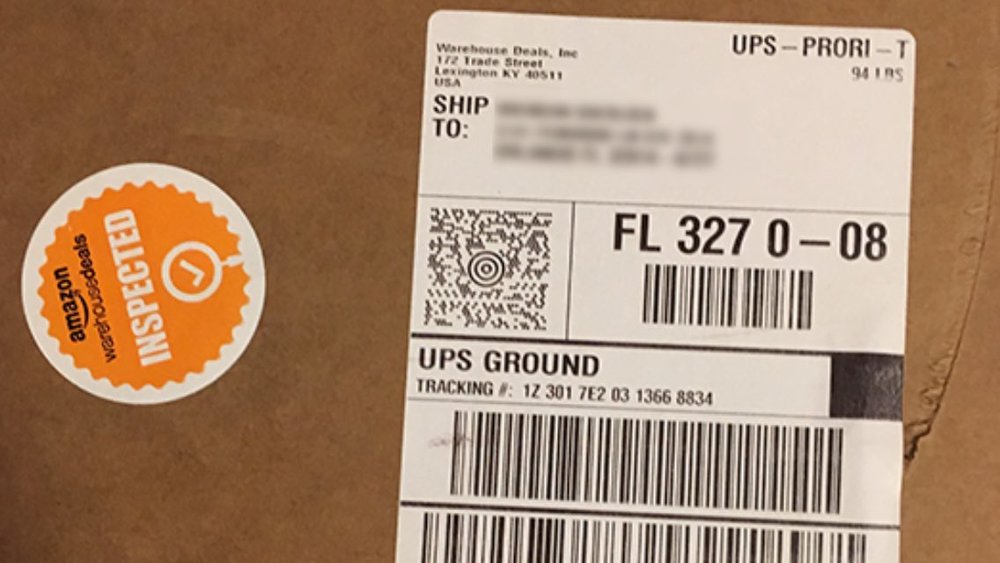 Warehouse Deals, Inc
172 Trade Street
Lexington KY 40511
USA
UPS – PRORI – T
94 LBS
SHIP
TO:
FL 327 0 – 08
UPS GROUND
TRACKING #: 1Z 301 7E2 03 1366 8834
amazon
warehousedeals
INSPECTED